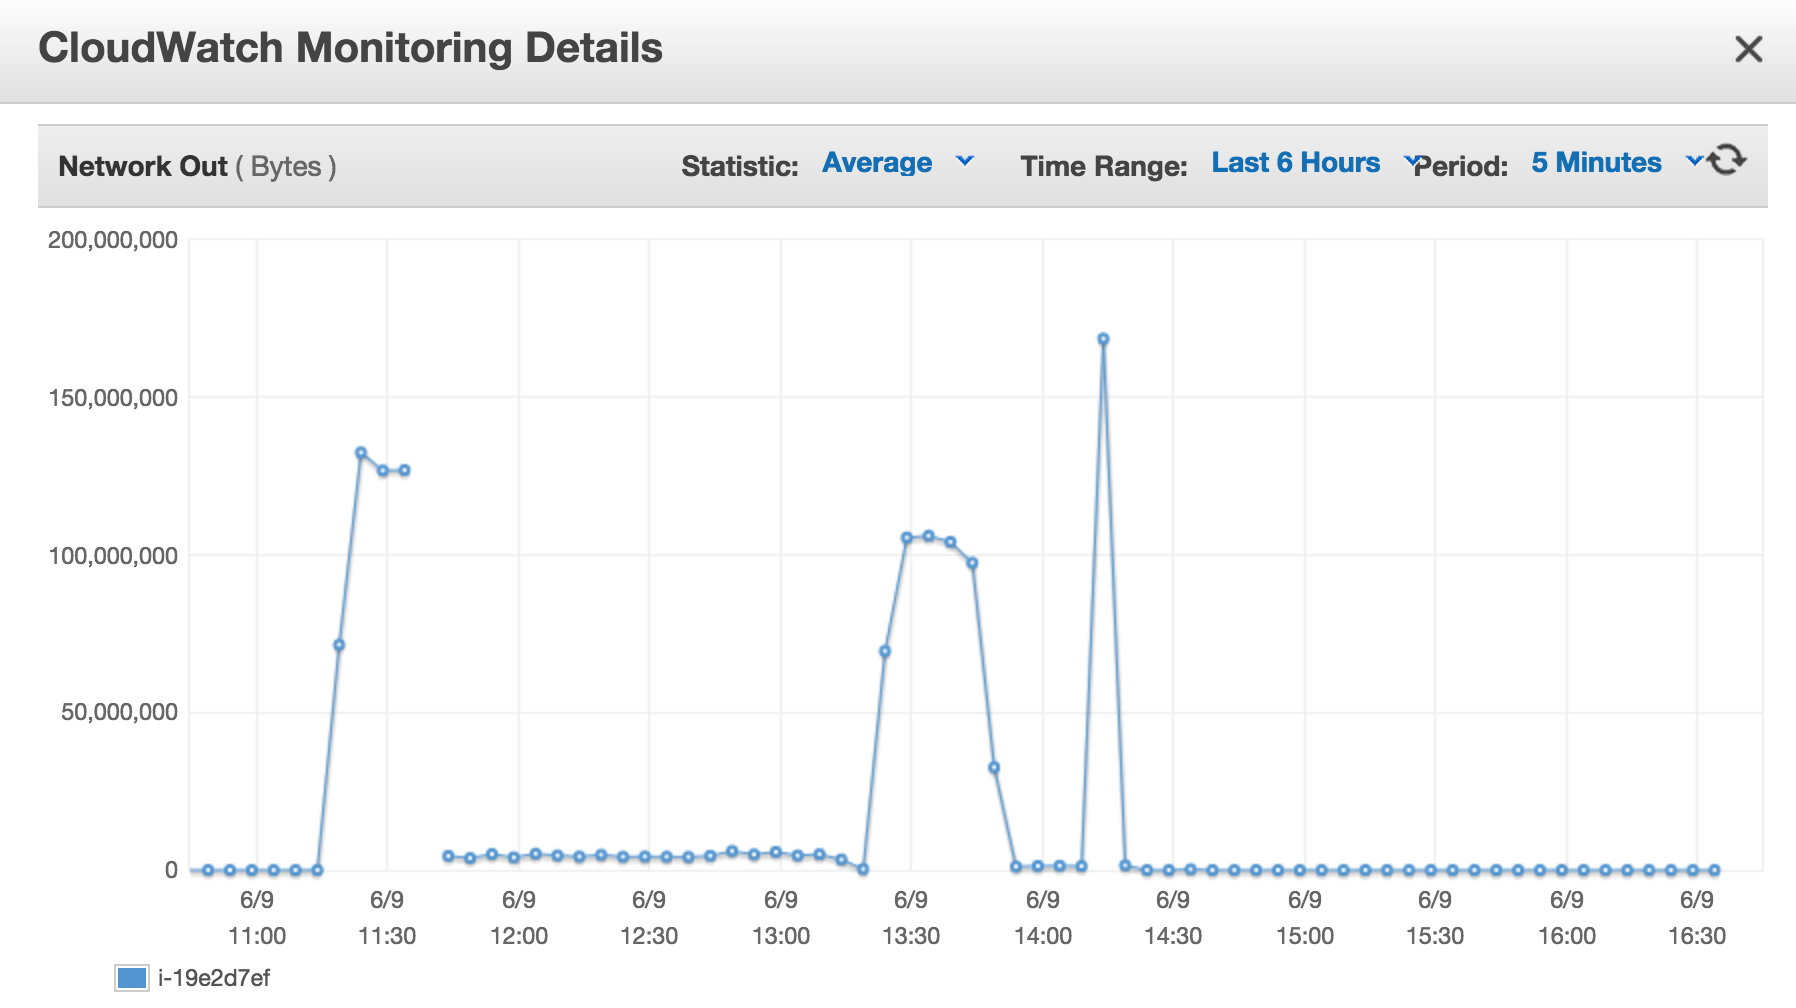 CloudWatch Monitoring Details
Network Out ( Bytes ) Statistic: Average Time Range: Last 6 Hours Period: 5 Minutes
200,000,000
150,000,000
100,000,000
50,000,000
0
6/9 6/9 6/9 6/9 6/9 6/9 6/9 6/9 6/9 6/9 6/9 6/9
11:00 11:30 12:00 12:30 13:00 13:30 14:00 14:30 15:00 15:30 16:00 16:30
i-19e2d7ef